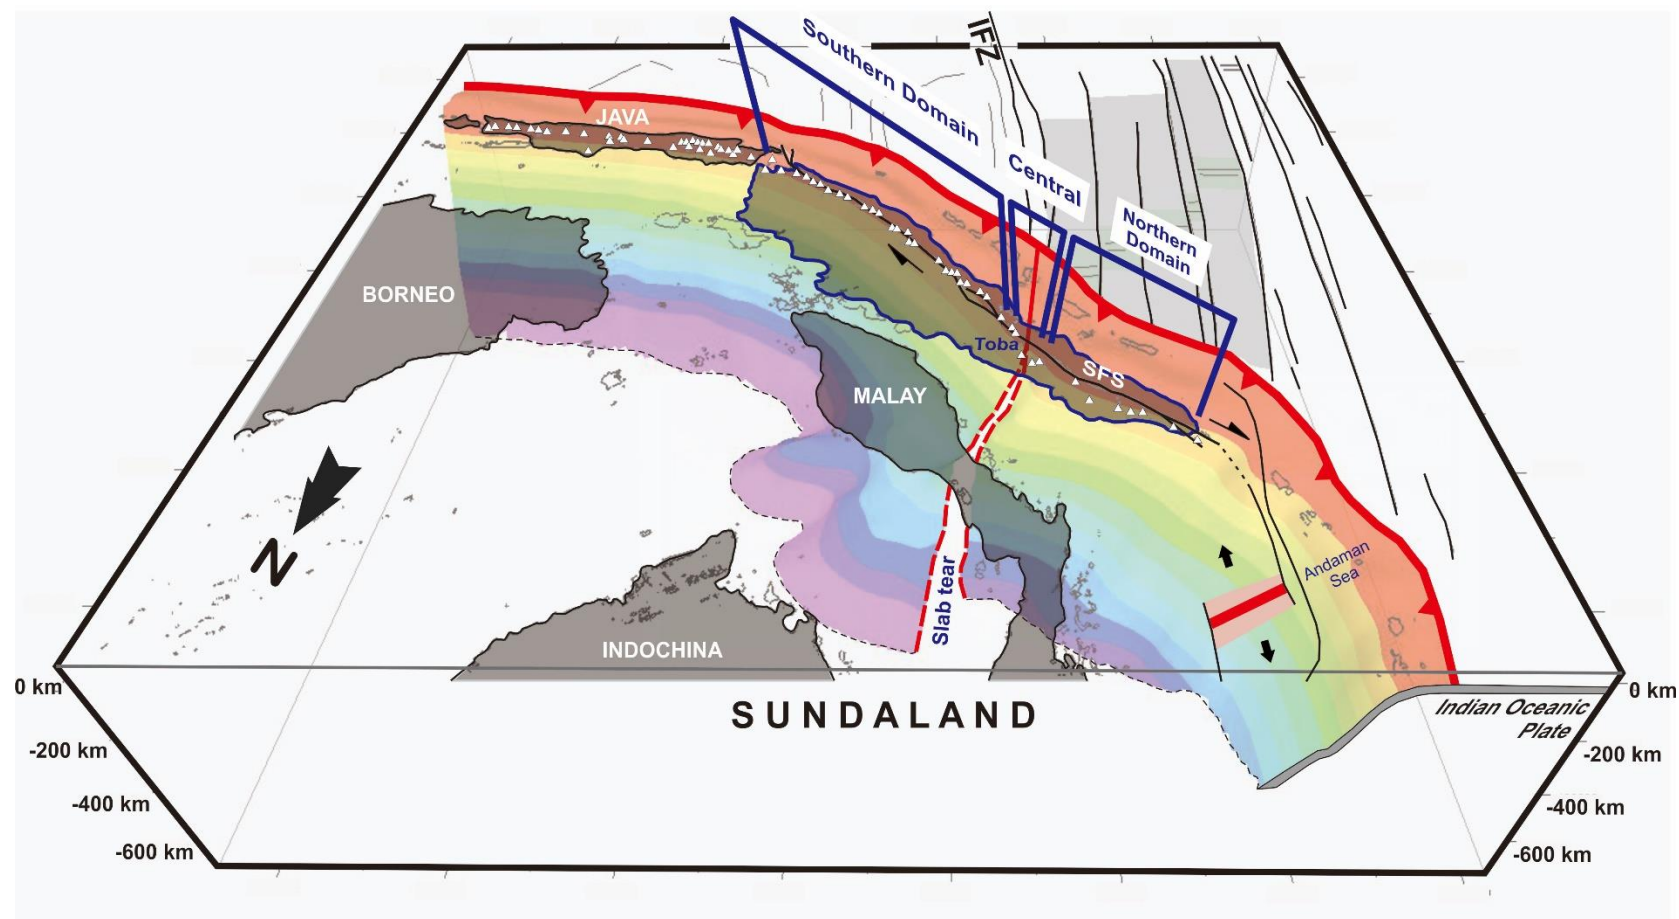 IFZ
Southern Domain
Central
Northern
Domain
JAVA
BORNEO
Toba
SFS
MALAY
N
Andaman
Sea
Slab tear
INDOCHINA
SUNDALAND
0 km
-200 km
-400 km
-600 km
0 km
Indian Oceanic
Plate
-200 km
-400 km
-600 km